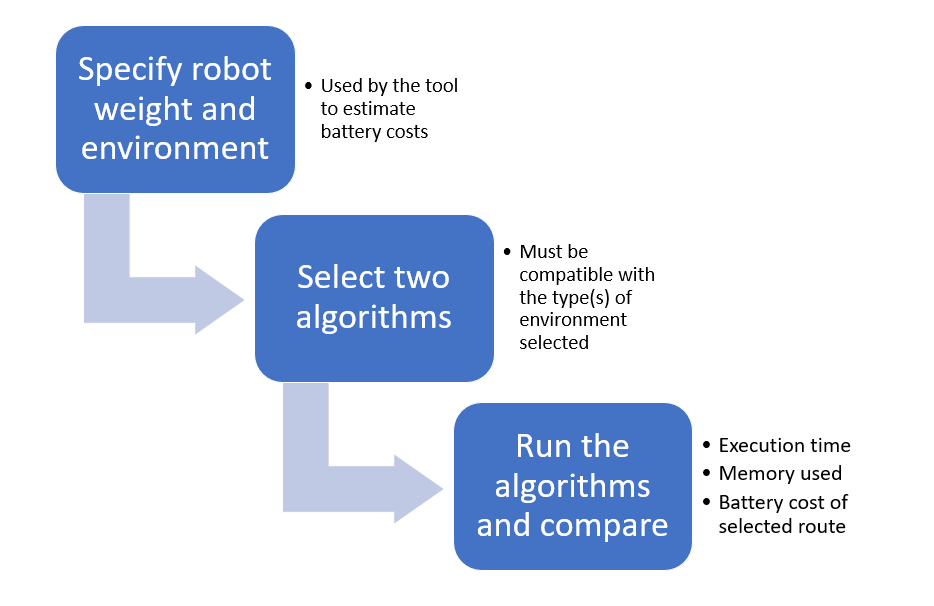 Specify robot
weight and
environment
• Used by the tool
to estimate
battery costs
Select two
algorithms
• Must be
compatible with
the type(s) of
environment
selected
Run the
algorithms
and compare
• Execution time
• Memory used
• Battery cost of
selected route